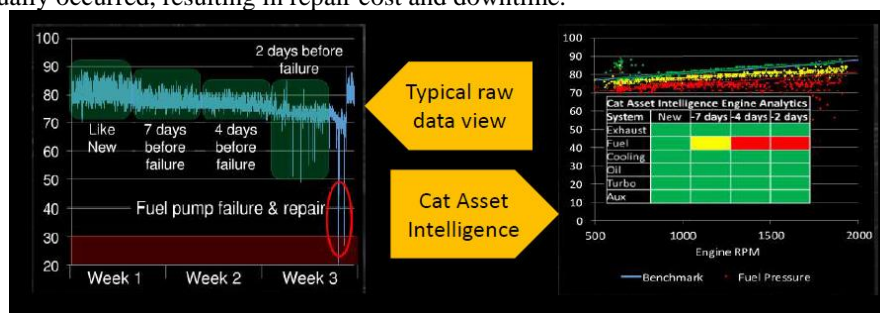 ually occurred, resulting in repair cost and downtime.
100
90
80
70
60
50
40
30
20
2 days before
failure
Like
New
7 days
before
failure
4 days
before
failure
Fuel pump failure & repair
Week 1
Week 2
Week 3
Typical raw
data view
Cat Asset
Intelligence
100
90
80
70
60
50
40
30
20
10
0
Cat Asset Intelligence Engine Analytics
System New -7 days -4 days -2 days
Exhaust
Fuel
Cooling
Oil
Turbo
Aux
500 1000 1500 2000
Engine RPM
Benchmark Fuel Pressure